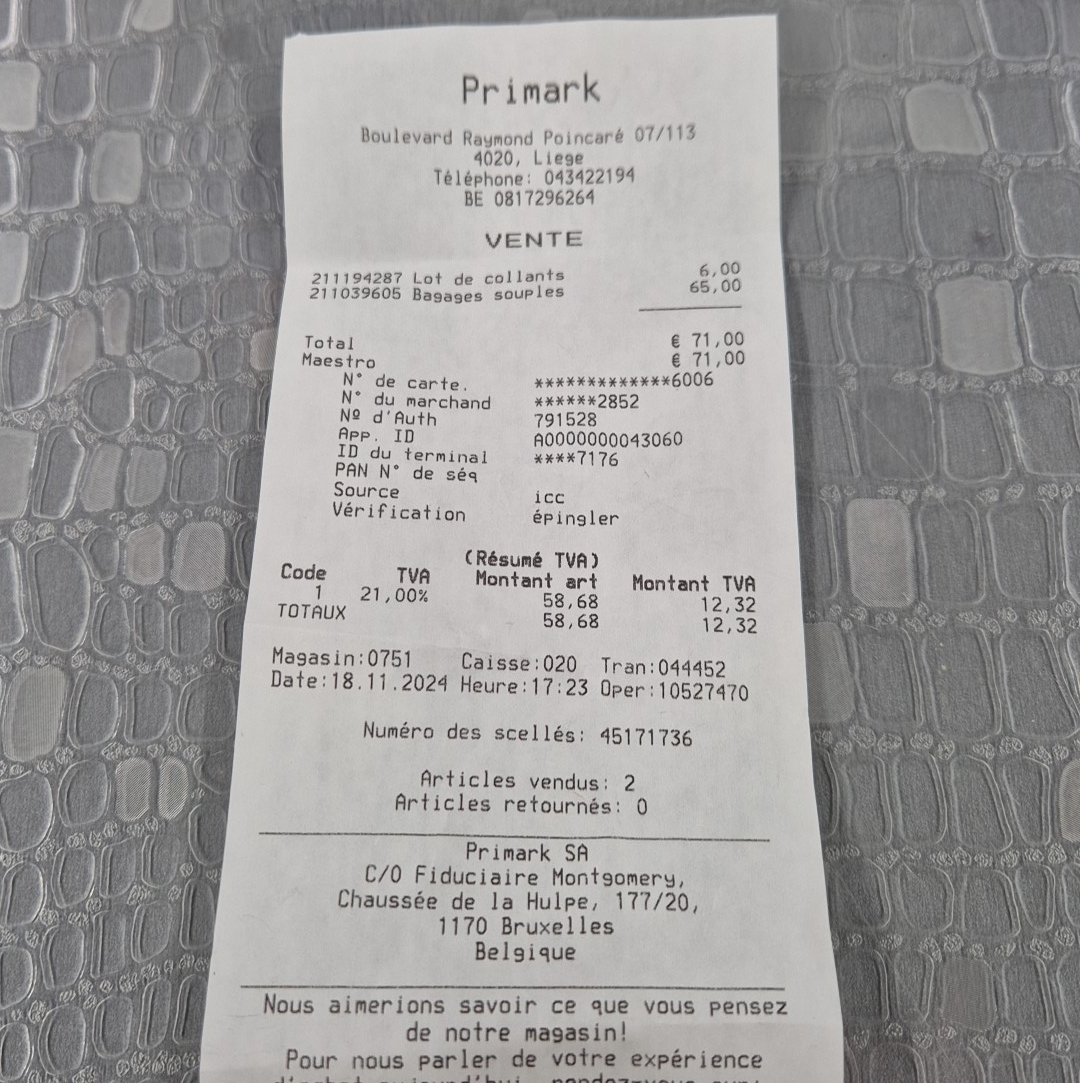 Primark
Boulevard Raymond Poincaré 07/113
4020, Liege
Téléphone: 043422194
BE 0817296264
VENTE
211194287 Lot de collants 6,00
211039605 Bagages souples 65,00
Total € 71,00
Maestro € 71,00
N° de carte. *************6006
N° du marchand ******2852
Nº d'Auth 791528
App. ID A0000000043060
ID du terminal ****7176
PAN N° de séq
Source icc
Vérification épingler
(Résumé TVA)
Code TVA Montant art Montant TVA
1 21,00% 58,68 12,32
TOTAUX 58,68 12,32
Magasin:0751 Caisse:020 Tran:044452
Date:18.11.2024 Heure:17:23 Oper:10527470
Numéro des scellés: 45171736
Articles vendus: 2
Articles retournés: 0
Primark SA
C/O Fiduciaire Montgomery,
Chaussée de la Hulpe, 177/20,
1170 Bruxelles
Belgique
Nous aimerions savoir ce que vous pensez
de notre magasin!
Pour nous parler de votre expérience